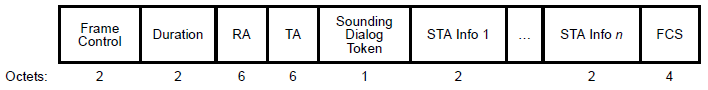 Frame Control
Duration
RA
TA
Sounding Dialog Token
STA Info 1
...
STA Info n
FCS
Octets: 2 2 6 6 1 2 2 4